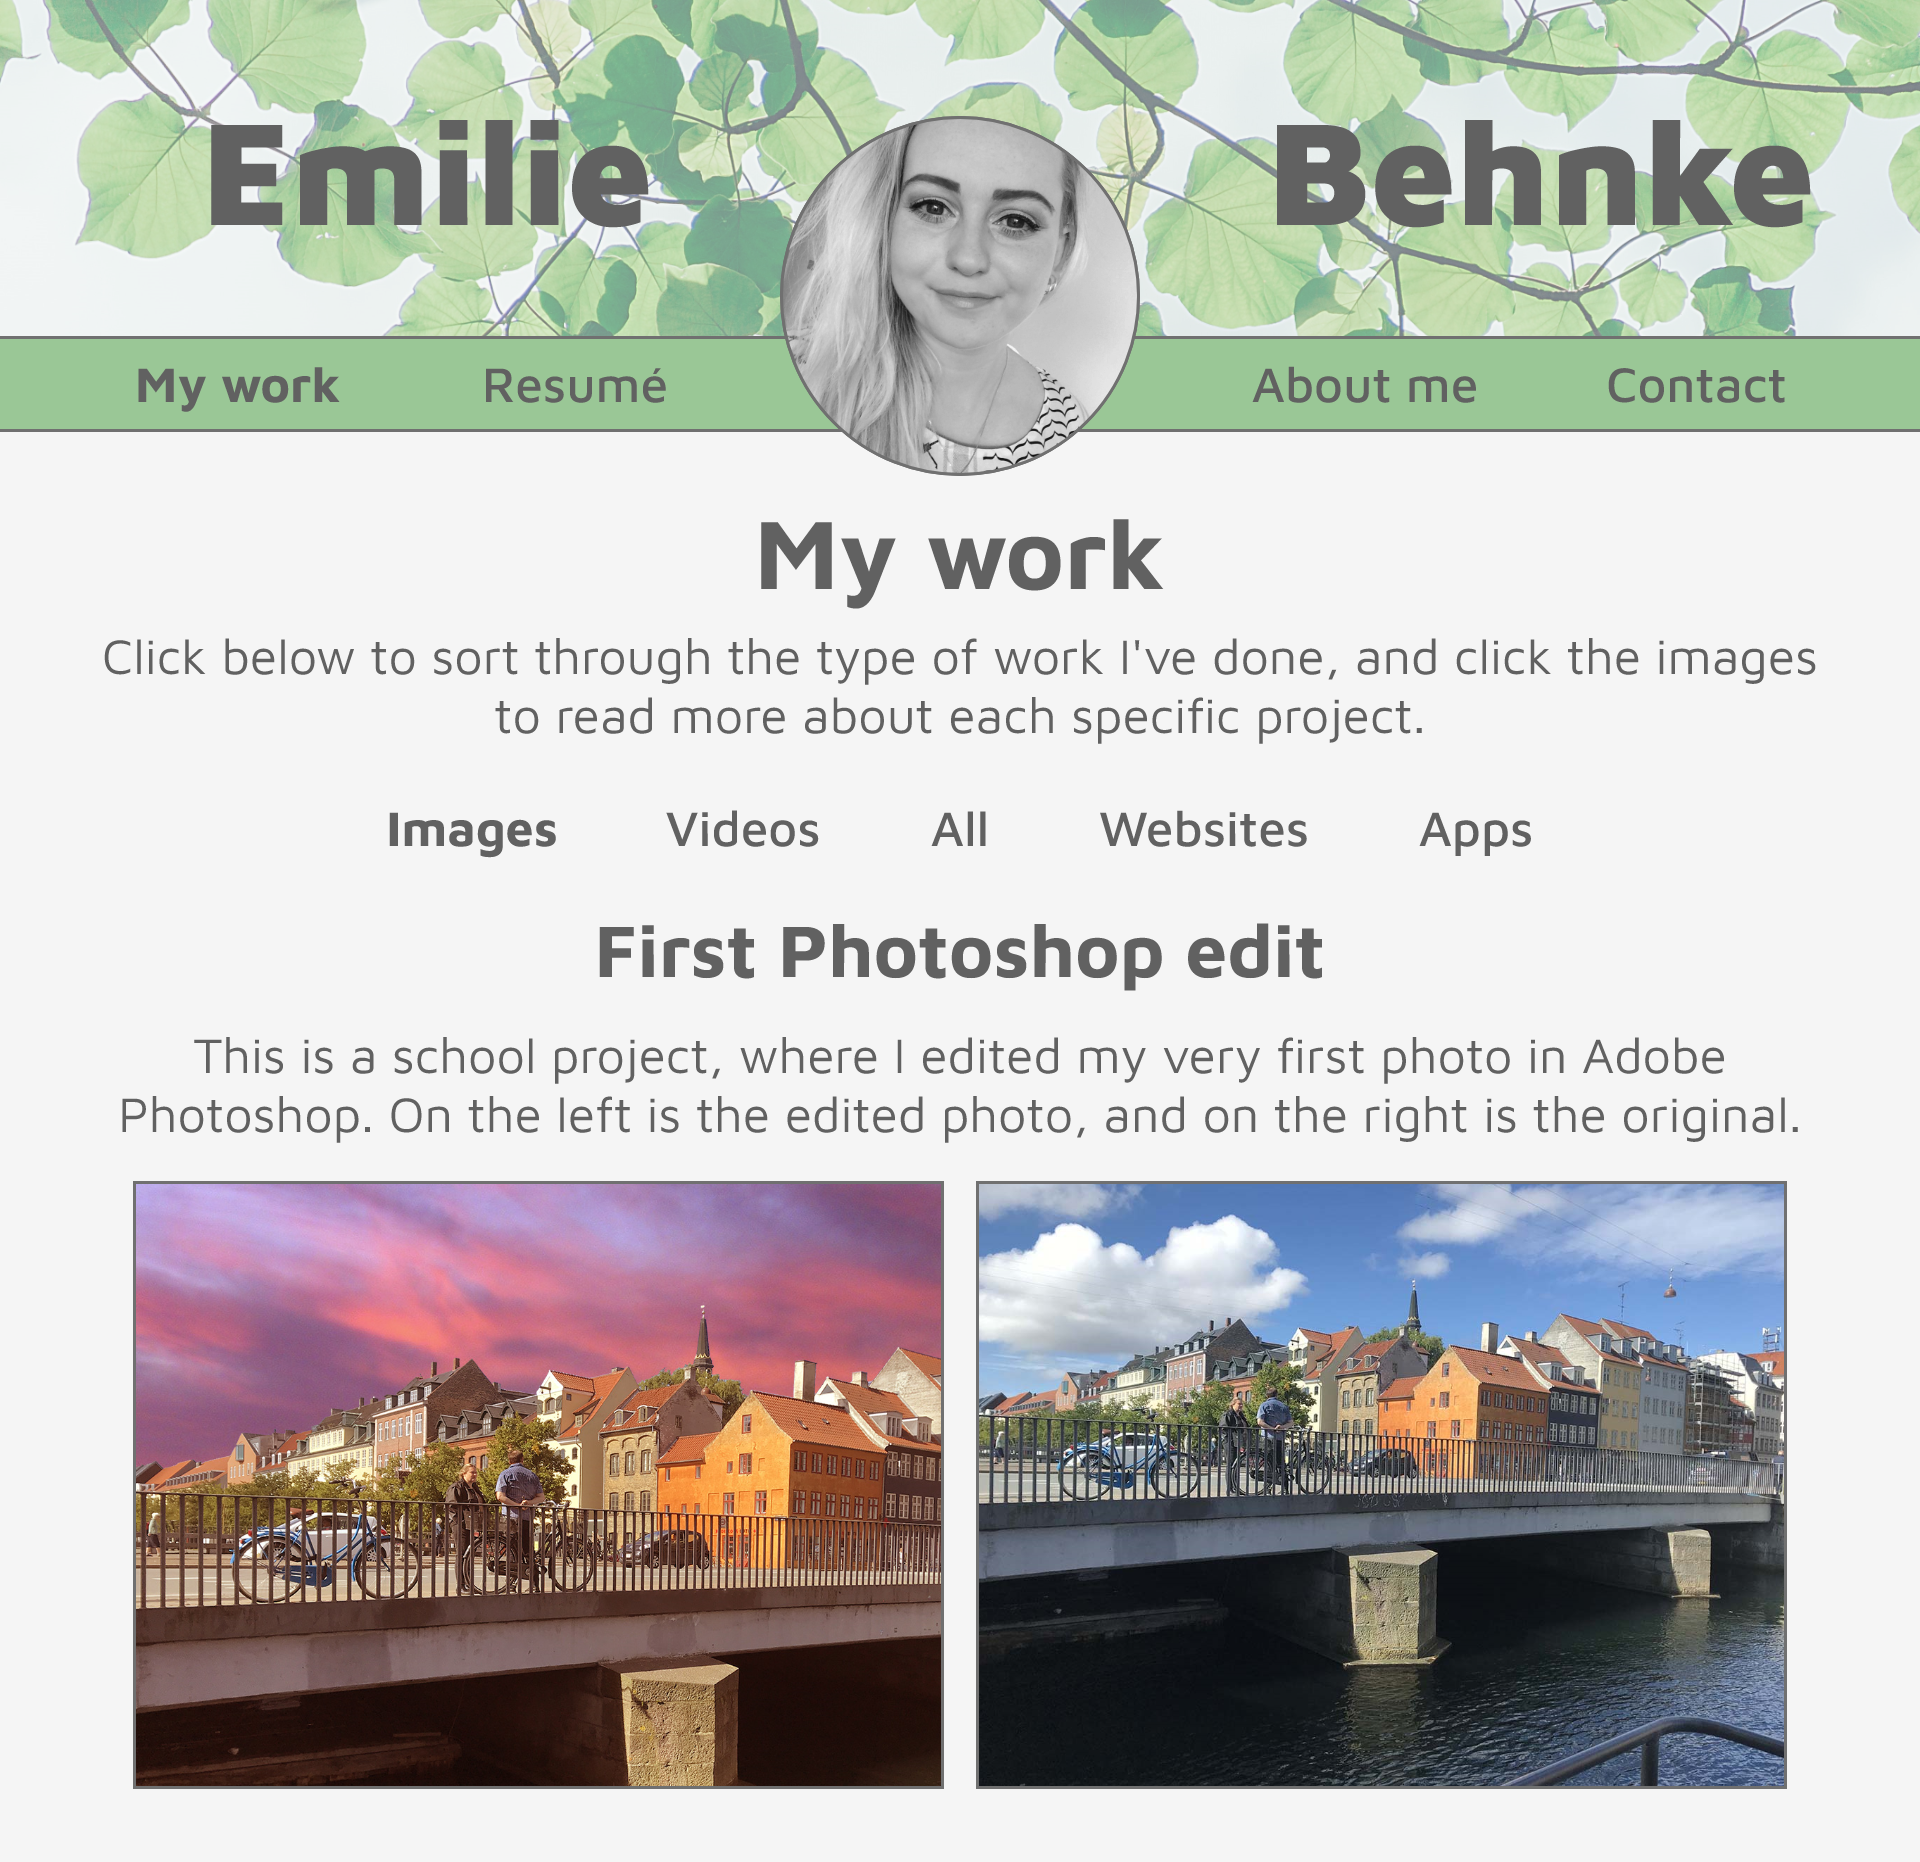 Emilie Behnke
My work Resumé About me Contact
My work
Click below to sort through the type of work I've done, and click the images
to read more about each specific project.
Images Videos All Websites Apps
First Photoshop edit
This is a school project, where I edited my very first photo in Adobe
Photoshop. On the left is the edited photo, and on the right is the original.